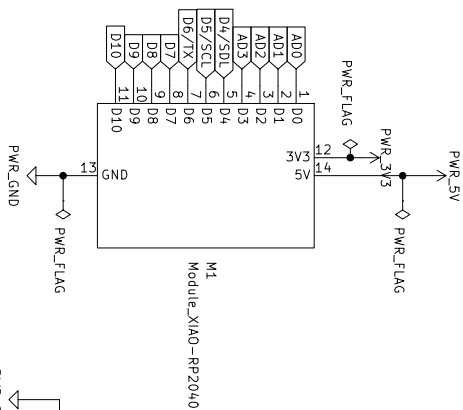 D10
D9
D8
D7
D6/TX
D5/SCL
D4/SDL
AD3
AD2
AD1
AD0
11
10
9
8
7
6
5
4
3
2
1
D10
D9
D8
D7
D6
D5
D4
D3
D2
D1
D0
PWR_FLAG
PWR_3V3
PWR_5V
3V3
12
5V
14
PWR_FLAG
13
GND
PWR_GND
PWR_FLAG
M1
Module_XIAO-RP2040